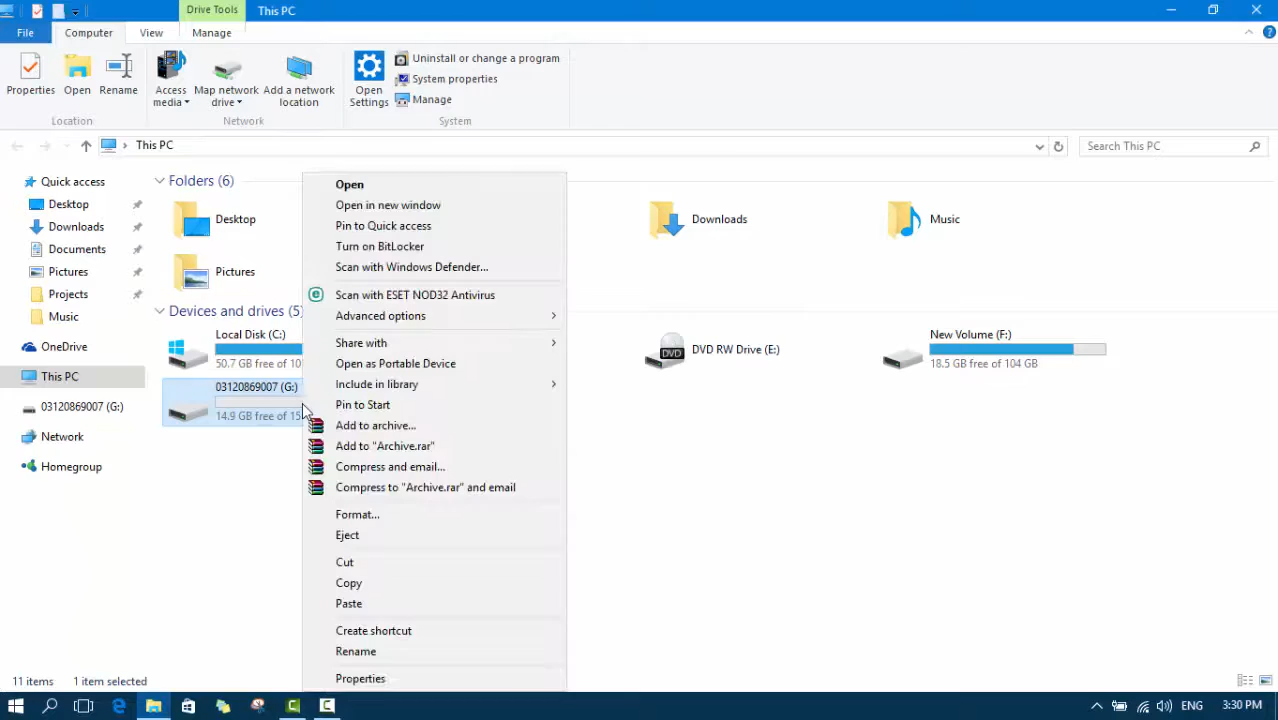 Drive Tools
This PC
File
Computer
View
Manage
Properties
Open
Rename
Access media
Map network drive
Add a network location
Open Settings
Uninstall or change a program
System properties
Manage
Location
Network
System
This PC
Search This PC
Quick access
Desktop
Downloads
Documents
Pictures
Projects
Music
OneDrive
This PC
03120869007 (G:)
Network
Homegroup
Folders (6)
Desktop
Downloads
Music
Pictures
Devices and drives (5)
Local Disk (C:)
50.7 GB free of 10
DVD RW Drive (E:)
DVD
New Volume (F:)
18.5 GB free of 104 GB
03120869007 (G:)
14.9 GB free of 15
Open
Open in new window
Pin to Quick access
Turn on BitLocker
Scan with Windows Defender...
Scan with ESET NOD32 Antivirus
Advanced options
Share with
Open as Portable Device
Include in library
Pin to Start
Add to archive...
Add to "Archive.rar"
Compress and email...
Compress to "Archive.rar" and email
Format...
Eject
Cut
Copy
Paste
Create shortcut
Rename
Properties
11 items
1 item selected
ENG
3:30 PM